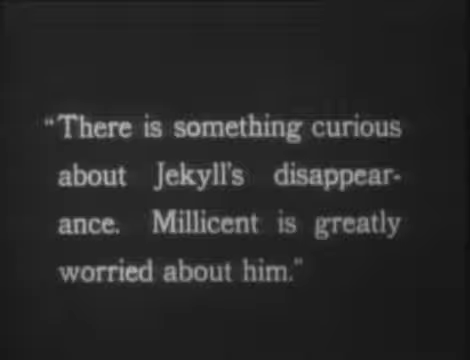 "There is something curious
about Jekyll's disappear-
ance. Millicent is greatly
worried about him."